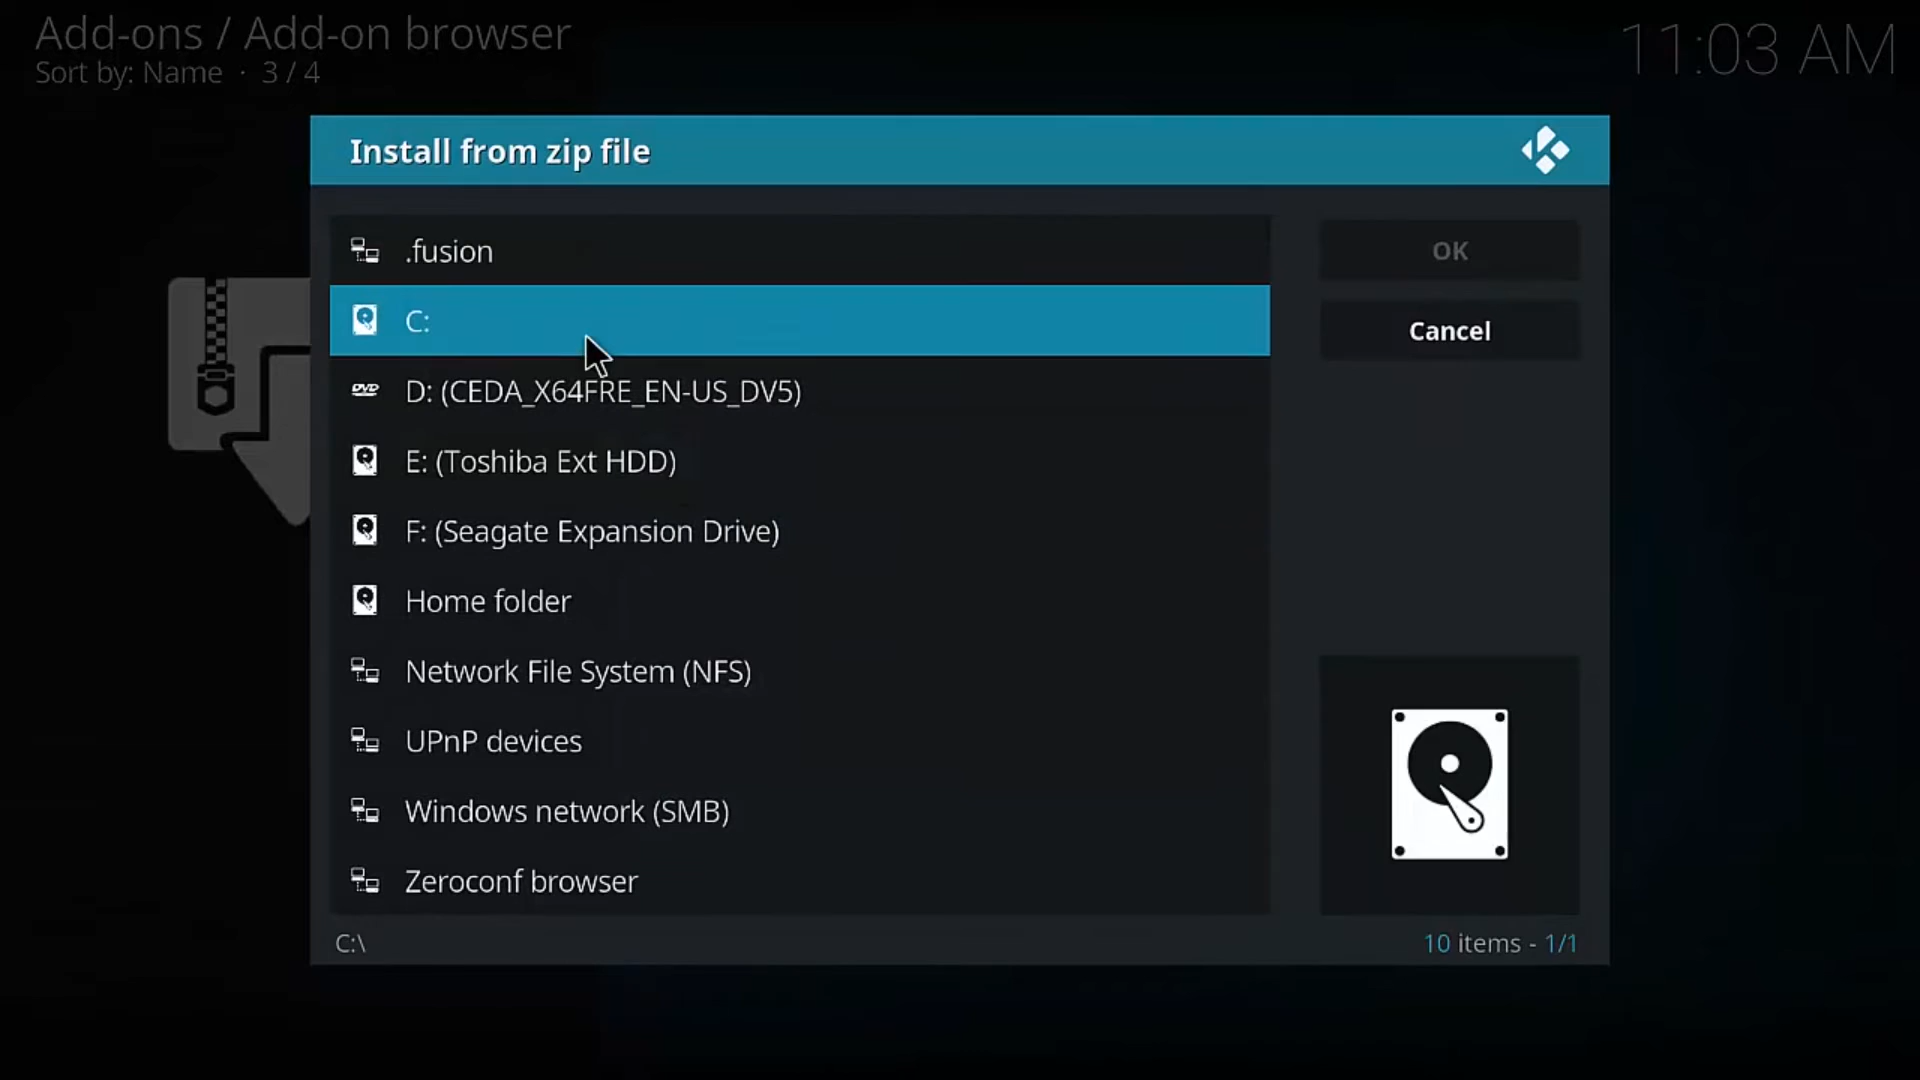 Add-ons / Add-on browser
Sort by: Name · 3 / 4
11:03 AM
Install from zip file
.fusion
C:
D: (CEDA_X64FRE_EN-US_DV5)
E: (Toshiba Ext HDD)
F: (Seagate Expansion Drive)
Home folder
Network File System (NFS)
UPnP devices
Windows network (SMB)
Zeroconf browser
OK
Cancel
C:\
10 items - 1/1